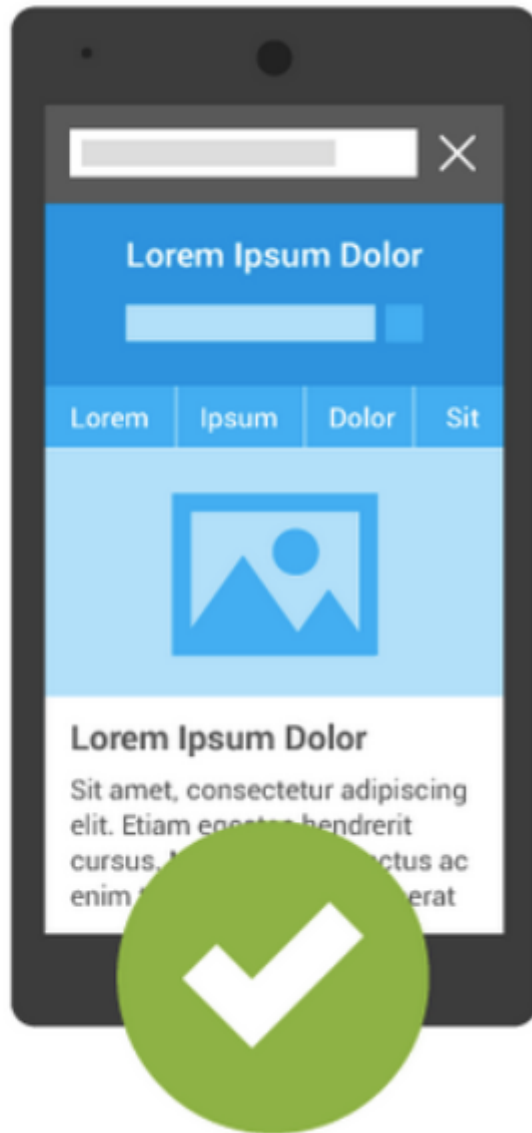 Lorem Ipsum Dolor
Lorem Ipsum Dolor Sit
Lorem Ipsum Dolor
Sit amet, consectetur adipiscing
elit. Etiam hendrerit
cursus. ac
enim